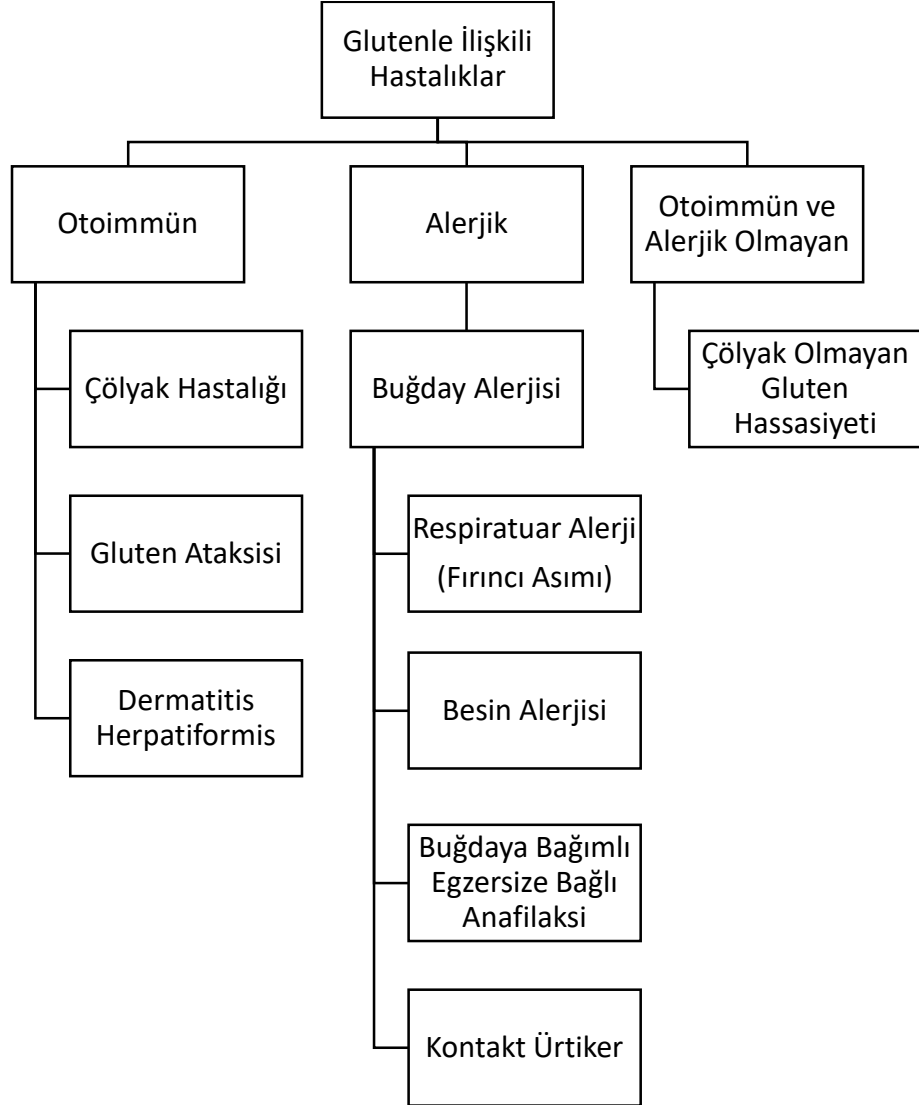 Glutenle İlişkili
Hastalıklar
Otoimmün
Alerjik
Otoimmün ve
Alerjik Olmayan
Çölyak Hastalığı
Gluten Ataksisi
Dermatitis
Herpatiformis
Buğday Alerjisi
Respiratuar Alerji
(Fırıncı Asımı)
Besin Alerjisi
Buğdaya Bağımlı
Egzersize Bağlı
Anafilaksi
Kontakt Ürtiker
Çölyak Olmayan
Gluten
Hassasiyeti